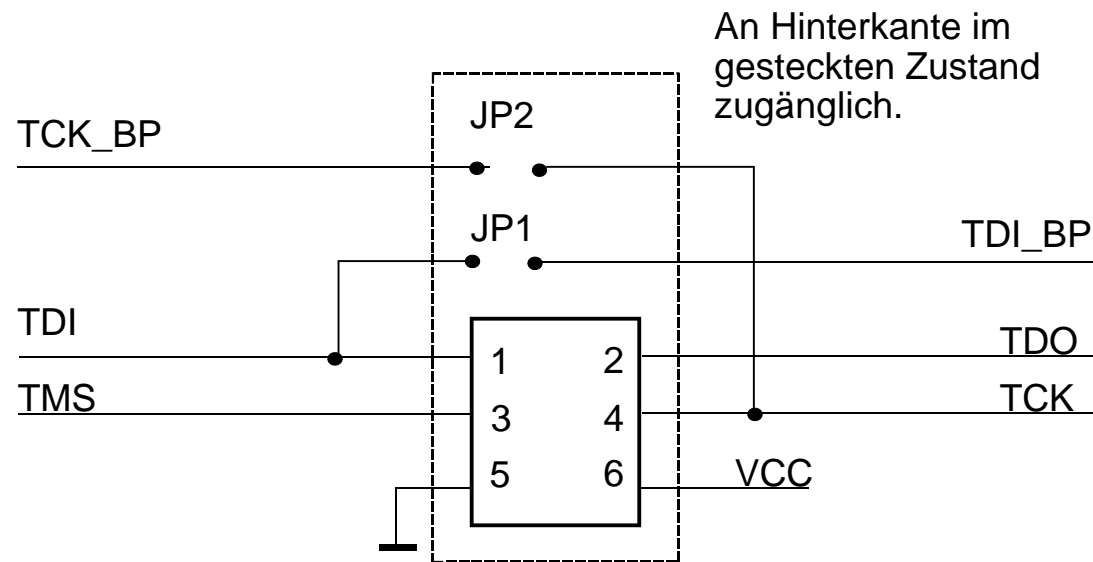 An Hinterkante im
gesteckten Zustand
zugänglich.
JP2
TCK_BP
JP1
TDI_BP
TDI
TDO
1 2
TMS
TCK
3 4
5 6
VCC